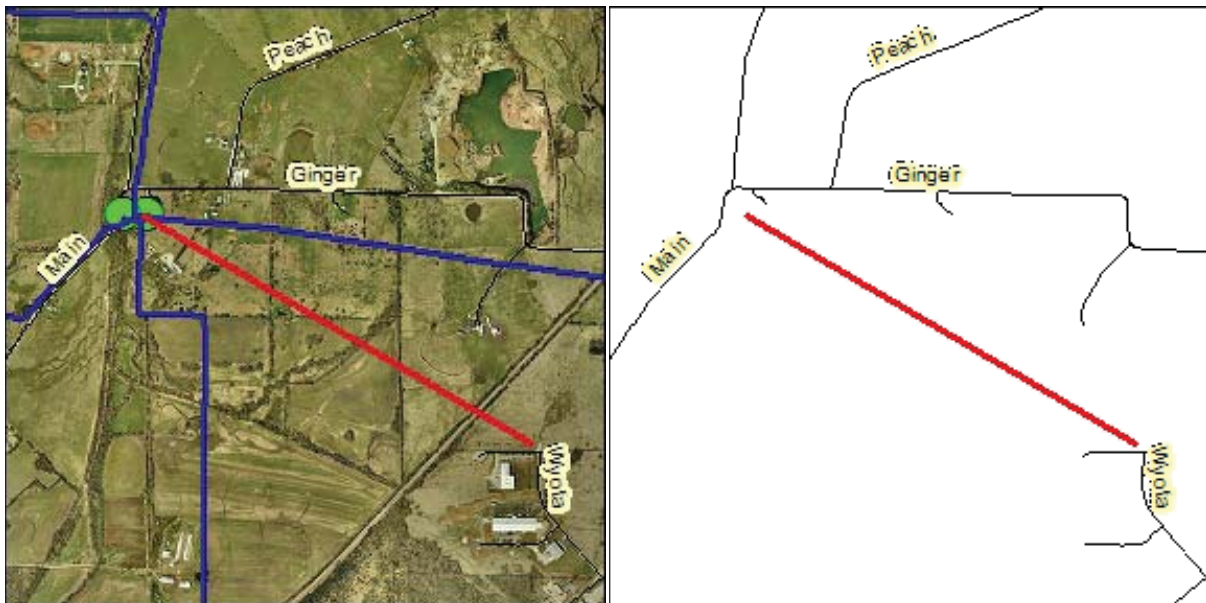 Peach
Ginger
Main
Wyota
Peach
Ginger
Main
Wyota